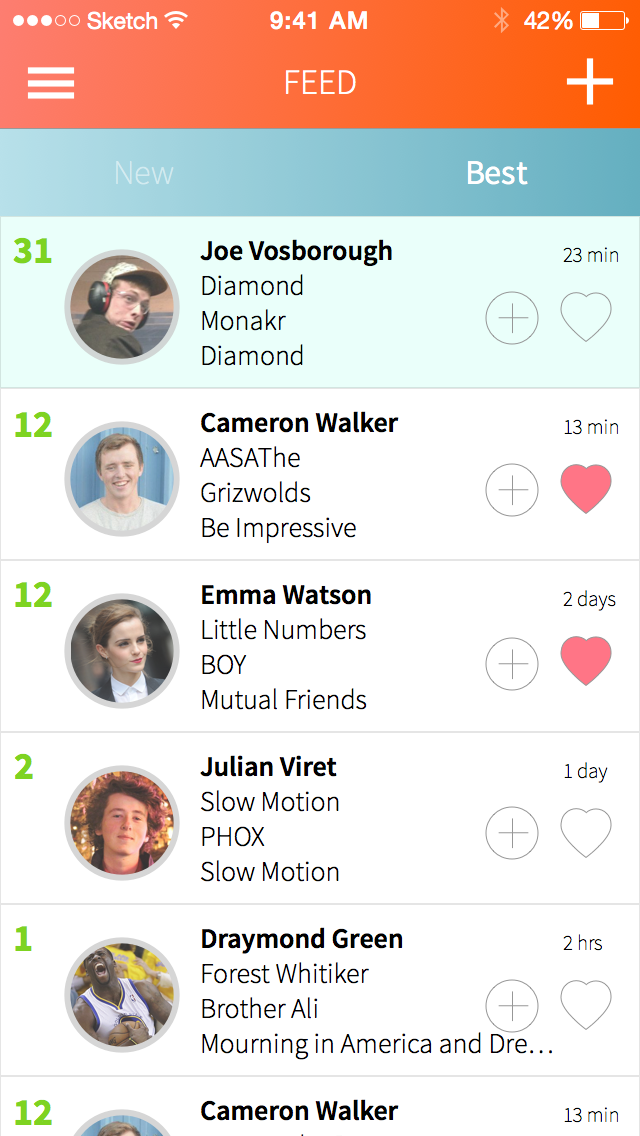 Sketch 9:41 AM 42%
FEED
New Best
31 Joe Vosborough 23 min
Diamond
Monakr
Diamond
12 Cameron Walker 13 min
AASAThe
Grizwolds
Be Impressive
12 Emma Watson 2 days
Little Numbers
BOY
Mutual Friends
2 Julian Viret 1 day
Slow Motion
PHOX
Slow Motion
1 Draymond Green 2 hrs
Forest Whitiker
Brother Ali
Mourning in America and Dre…
12 Cameron Walker 13 min